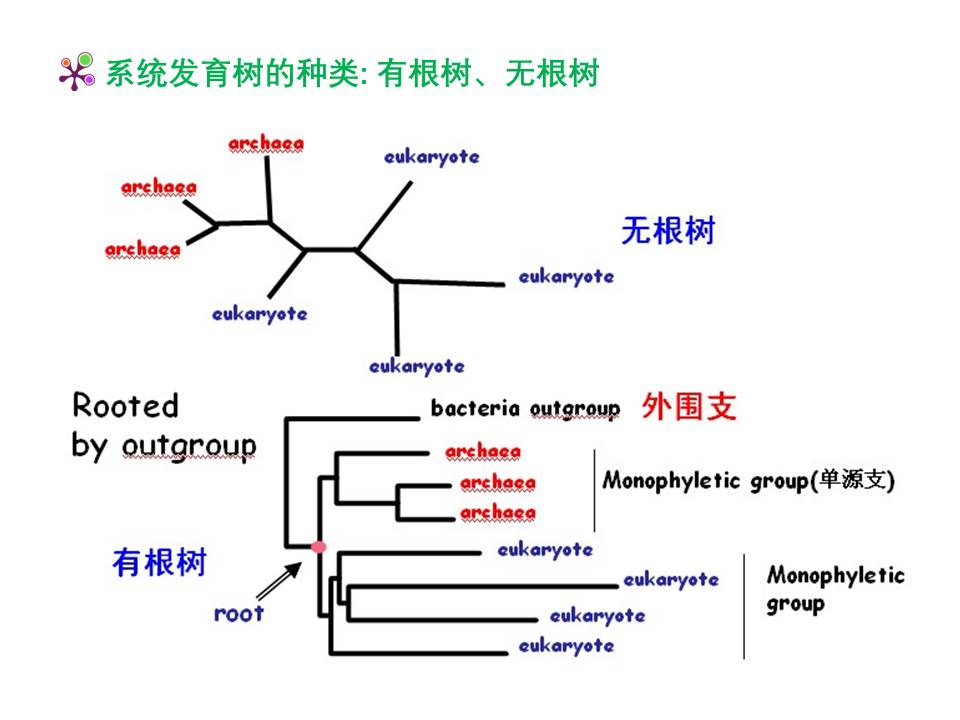 系统发育树的种类: 有根树、无根树
archaea
eukaryote
archaea
无根树
archaea
eukaryote
eukaryote
eukaryote
Rooted
by outgroup
bacteria outgroup 外围支
archaea
archaea
Monophyletic group(单源支)
archaea
有根树
eukaryote
eukaryote
Monophyletic
group
root
eukaryote
eukaryote